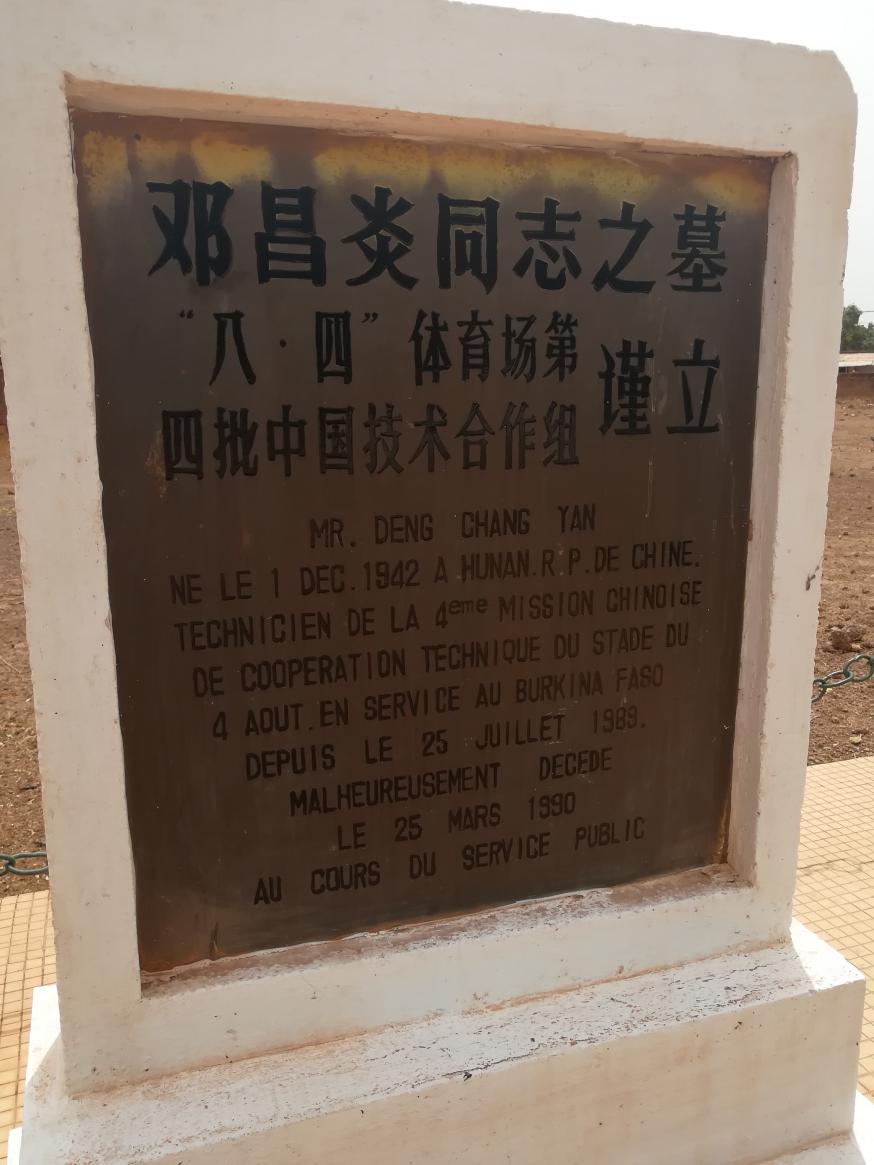 邓昌炎同志之墓
“八·四”体育场第
四批中国技术合作组
谨立
MR. DENG CHANG YAN
NE LE 1 DEC.1942 A HUNAN.R.P.DE CHINE.
TECHNICIEN DE LA 4eme MISSION CHINOISE
DE COOPERATION TECHNIQUE DU STADE DU
4 AOUT.EN SERVICE AU BURKINA FASO
DEPUIS LE 25 JUILLET 1989.
MALHEUREUSEMENT DECEDE
LE 25 MARS 1990
AU COURS DU SERVICE PUBLIC